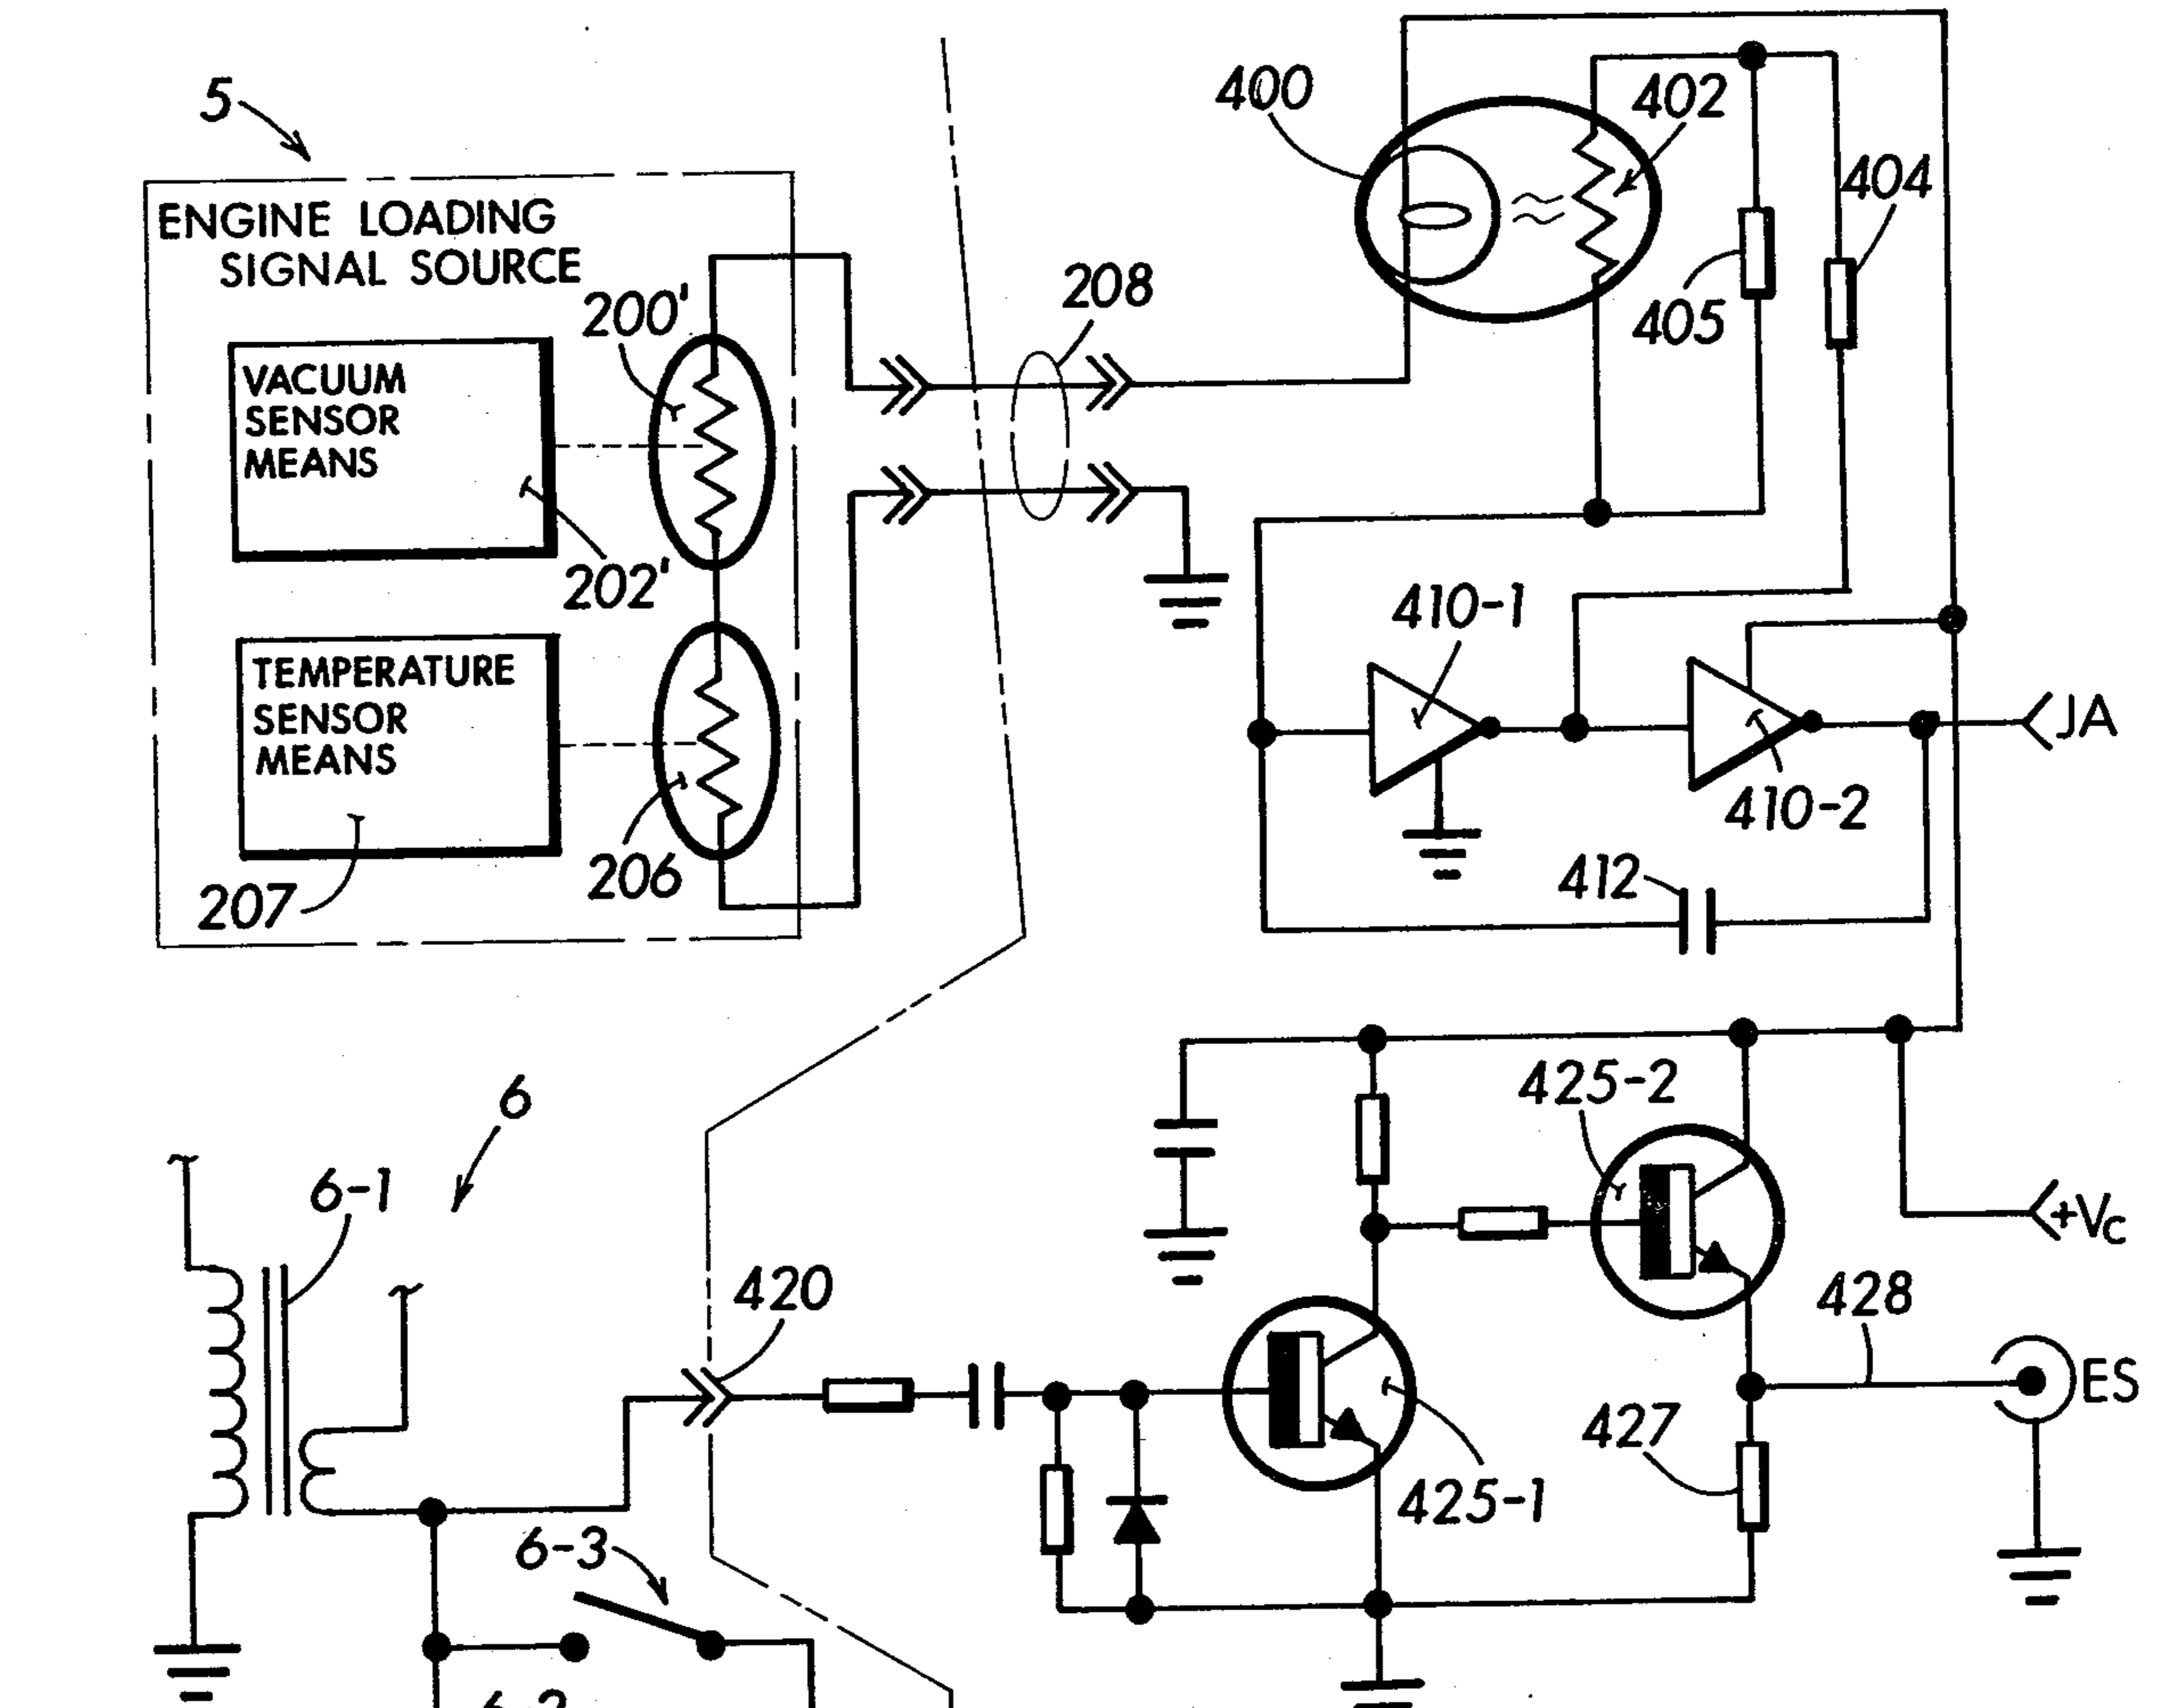 5
ENGINE LOADING
SIGNAL SOURCE
200'
VACUUM
SENSOR
MEANS
202'
TEMPERATURE
SENSOR
MEANS
206
207
208
400
402
404
405
410-1
410-2
JA
412
6
6-1
420
425-2
+VC
428
ES
427
425-1
6-3